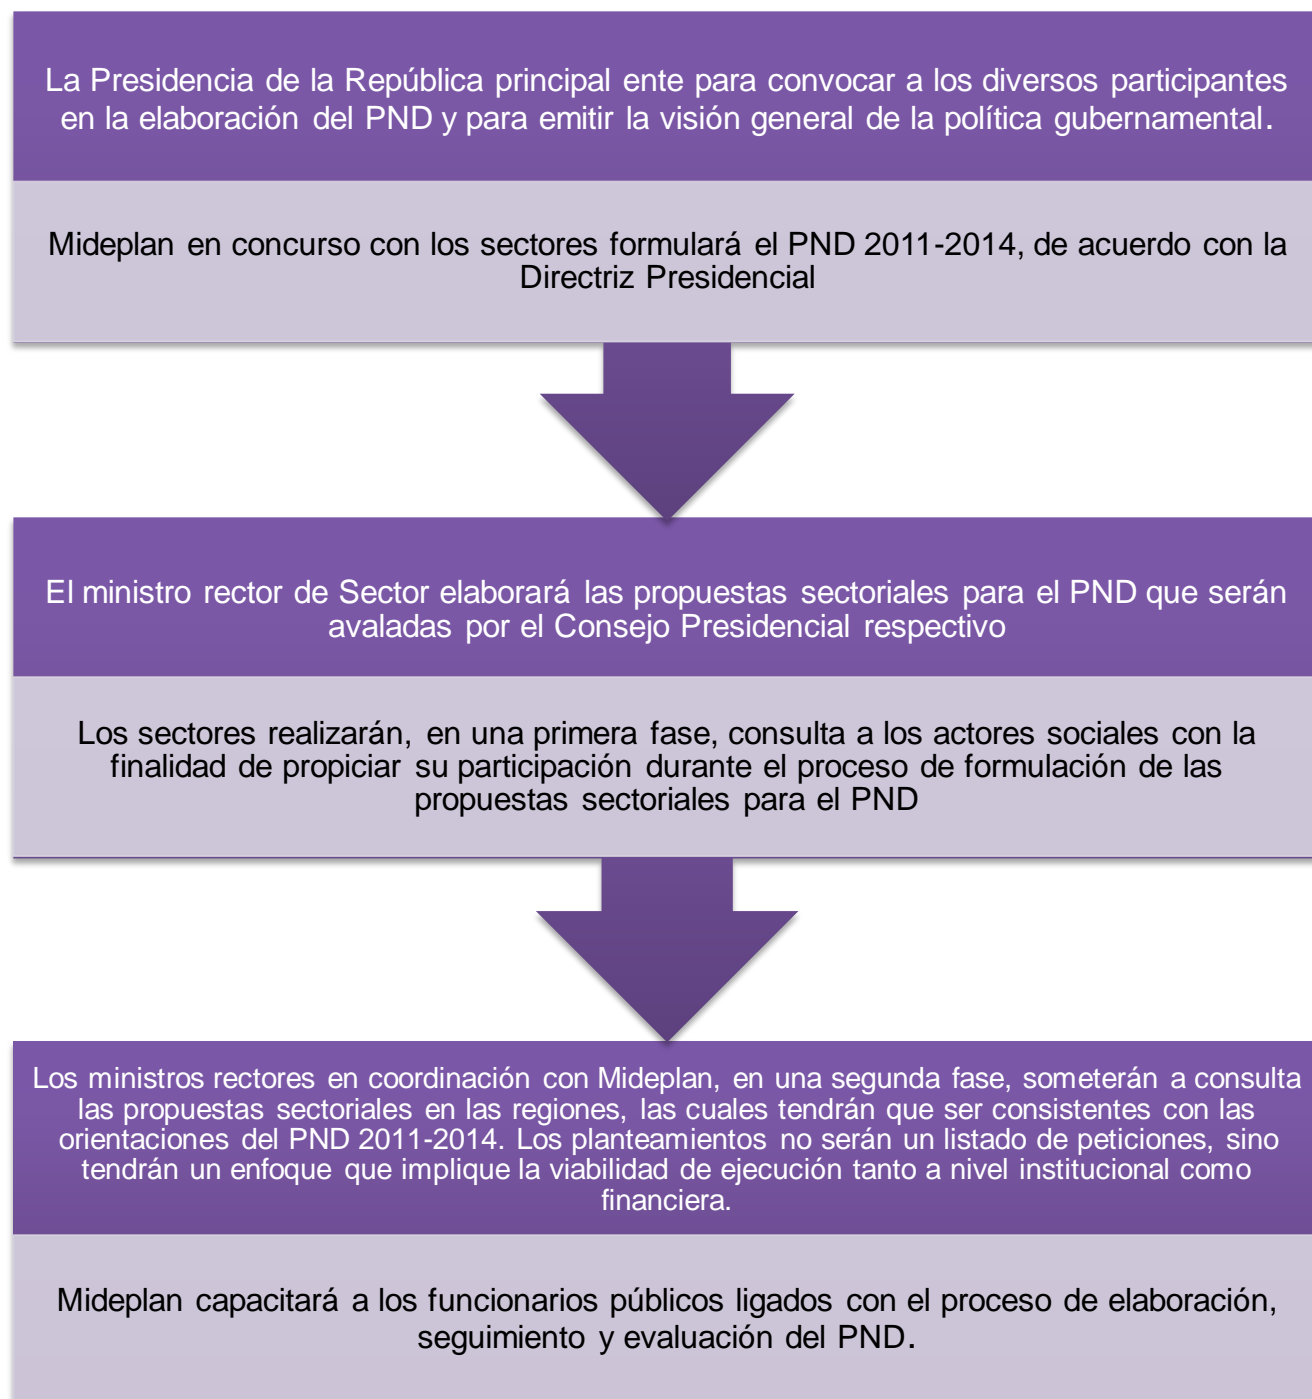 La Presidencia de la República principal ente para convocar a los diversos participantes
en la elaboración del PND y para emitir la visión general de la política gubernamental.
Mideplan en concurso con los sectores formulará el PND 2011-2014, de acuerdo con la
Directriz Presidencial
El ministro rector de Sector elaborará las propuestas sectoriales para el PND que serán
avaladas por el Consejo Presidencial respectivo
Los sectores realizarán, en una primera fase, consulta a los actores sociales con la
finalidad de propiciar su participación durante el proceso de formulación de las
propuestas sectoriales para el PND
Los ministros rectores en coordinación con Mideplan, en una segunda fase, someterán a consulta
las propuestas sectoriales en las regiones, las cuales tendrán que ser consistentes con las
orientaciones del PND 2011-2014. Los planteamientos no serán un listado de peticiones, sino
tendrán un enfoque que implique la viabilidad de ejecución tanto a nivel institucional como
financiera.
Mideplan capacitará a los funcionarios públicos ligados con el proceso de elaboración,
seguimiento y evaluación del PND.